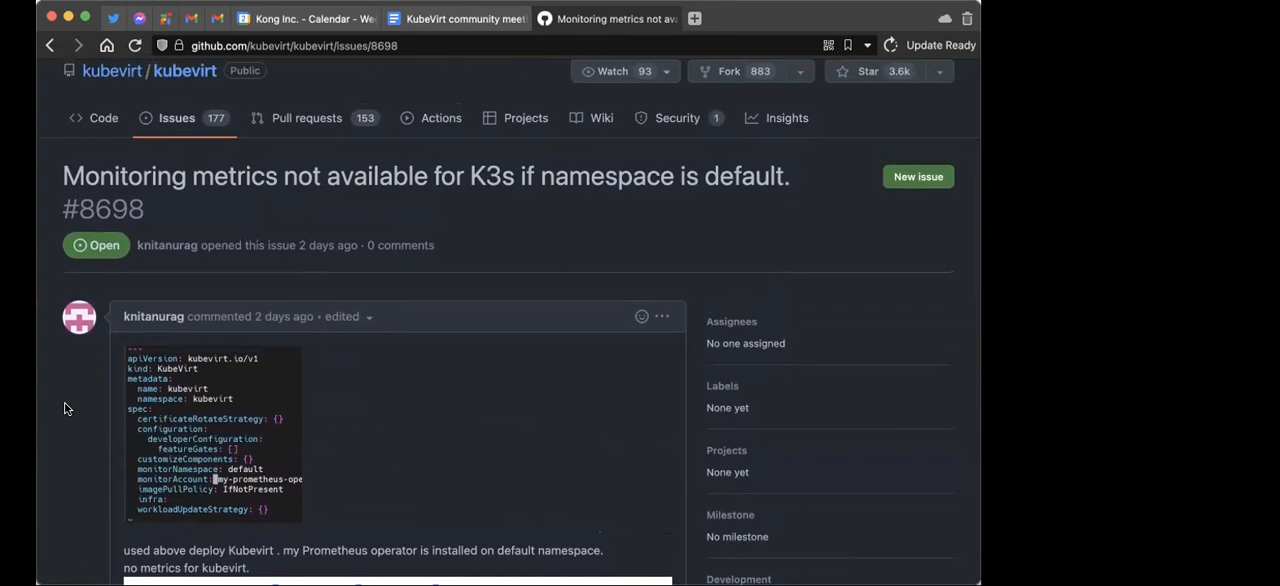 Kong Inc. - Calendar - We
KubeVirt community meet
Monitoring metrics not ava
github.com/kubevirt/kubevirt/issues/8698
Update Ready
kubevirt / kubevirt
Public
Watch 93
Fork 883
Star 3.6k
Code
Issues 177
Pull requests 153
Actions
Projects
Wiki
Security 1
Insights
Monitoring metrics not available for K3s if namespace is default.
#8698
New issue
Open
knitanurag opened this issue 2 days ago · 0 comments
knitanurag commented 2 days ago • edited
---
apiVersion: kubevirt.io/v1
kind: KubeVirt
metadata:
name: kubevirt
namespace: kubevirt
spec:
certificateRotateStrategy: {}
configuration:
developerConfiguration:
featureGates: []
customizeComponents: {}
monitorNamespace: default
monitorAccount: my-prometheus-ope
imagePullPolicy: IfNotPresent
infra:
workloadUpdateStrategy: {}
~
used above deploy Kubevirt . my Prometheus operator is installed on default namespace.
no metrics for kubevirt.
Assignees
No one assigned
Labels
None yet
Projects
None yet
Milestone
No milestone
Development